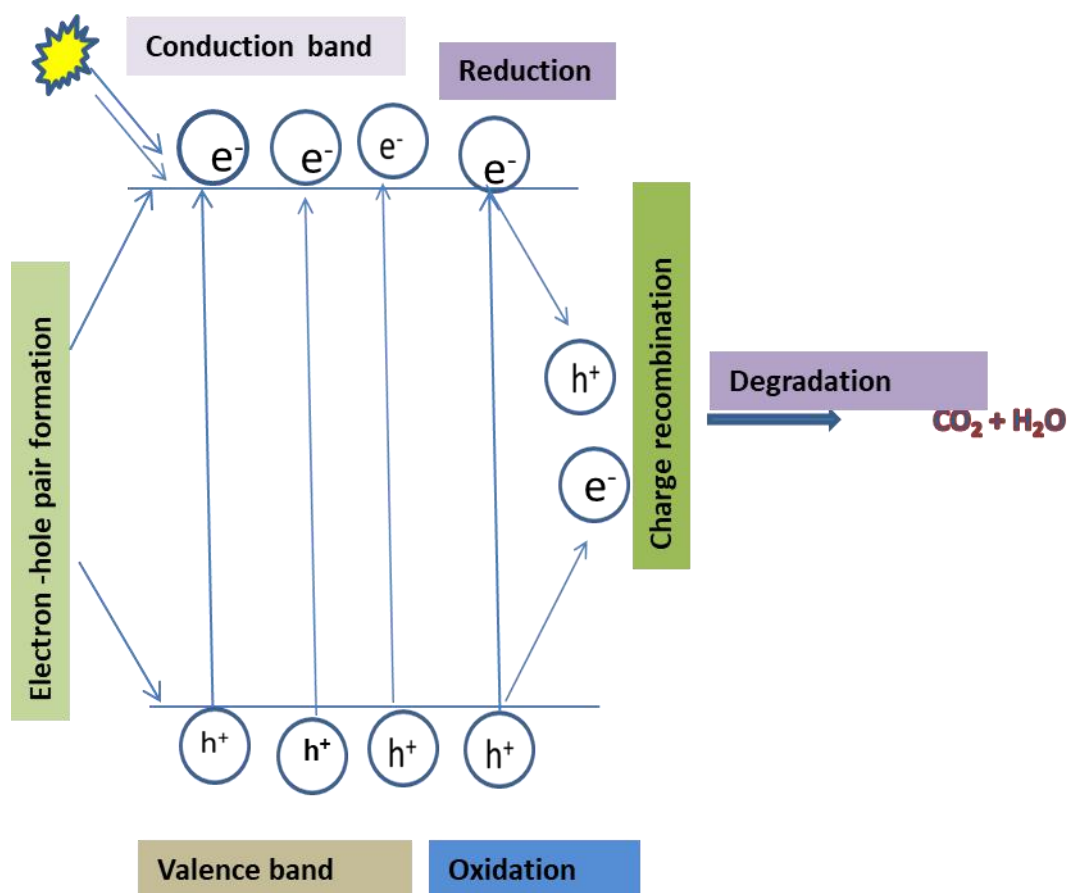 Conduction band
Reduction
e⁻
e⁻
e⁻
e⁻
Electron -hole pair formation
Charge recombination
h⁺
Degradation
CO₂ + H₂O
e⁻
h⁺
h⁺
h⁺
h⁺
Valence band
Oxidation